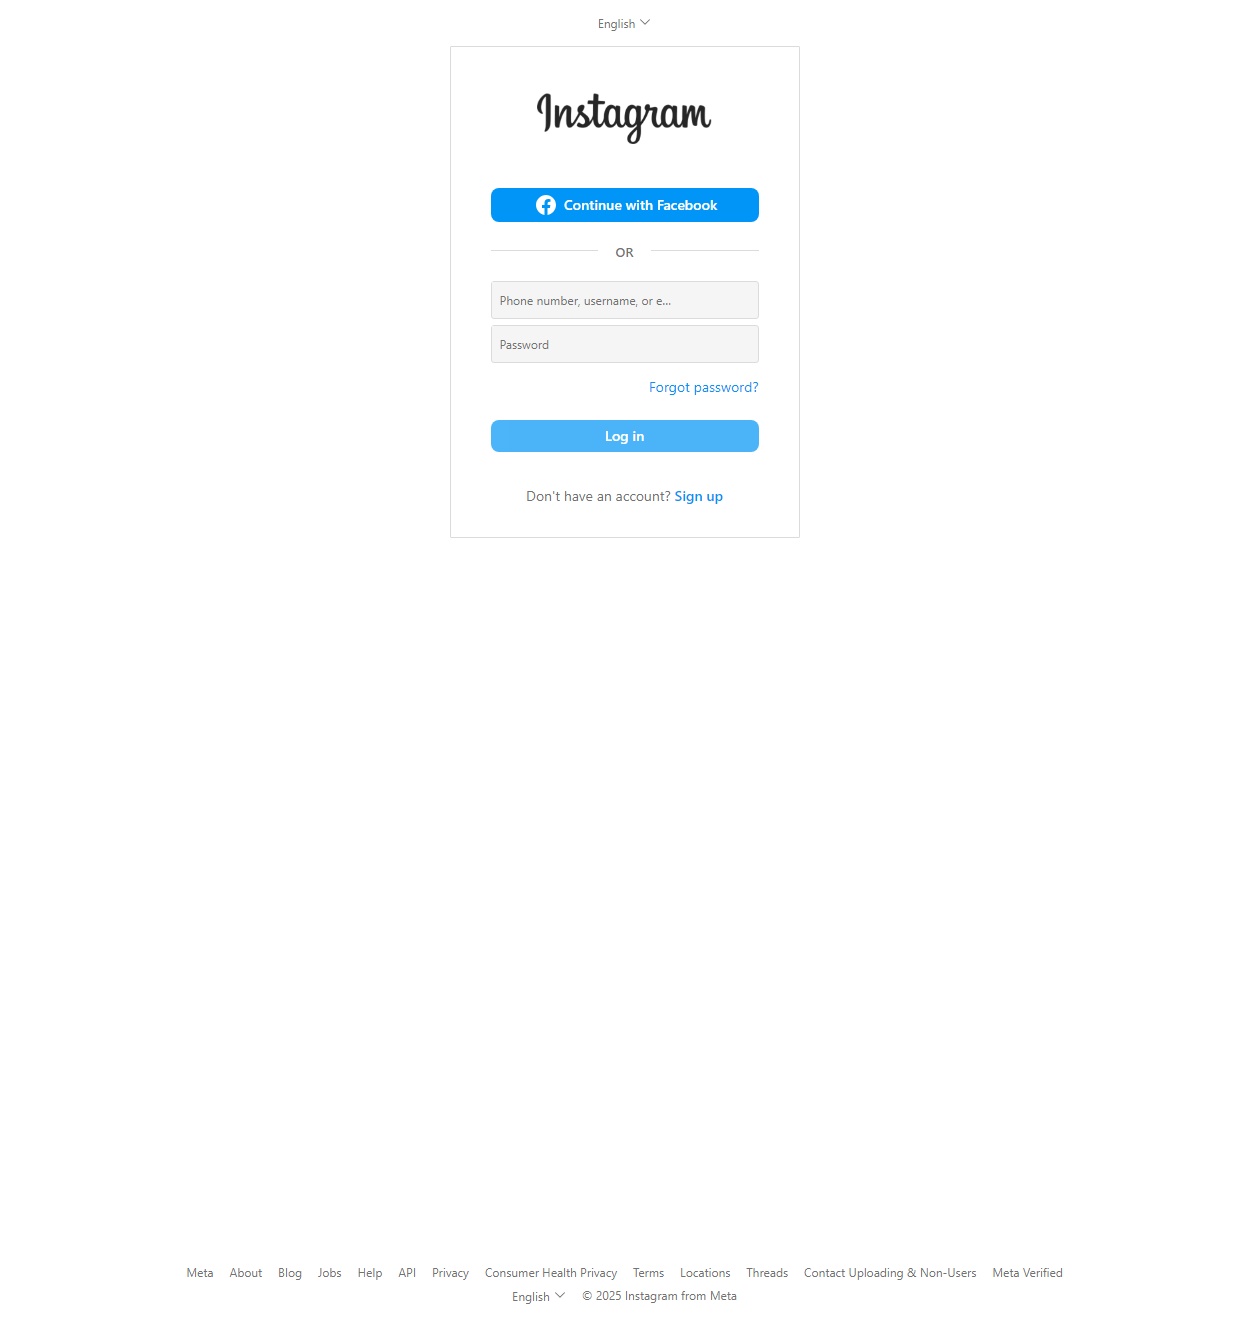 English
Instagram
Continue with Facebook
OR
Phone number, username, or e...
Password
Forgot password?
Log in
Don't have an account? Sign up
Meta About Blog Jobs Help API Privacy Consumer Health Privacy Terms Locations Threads Contact Uploading & Non-Users Meta Verified
English © 2025 Instagram from Meta